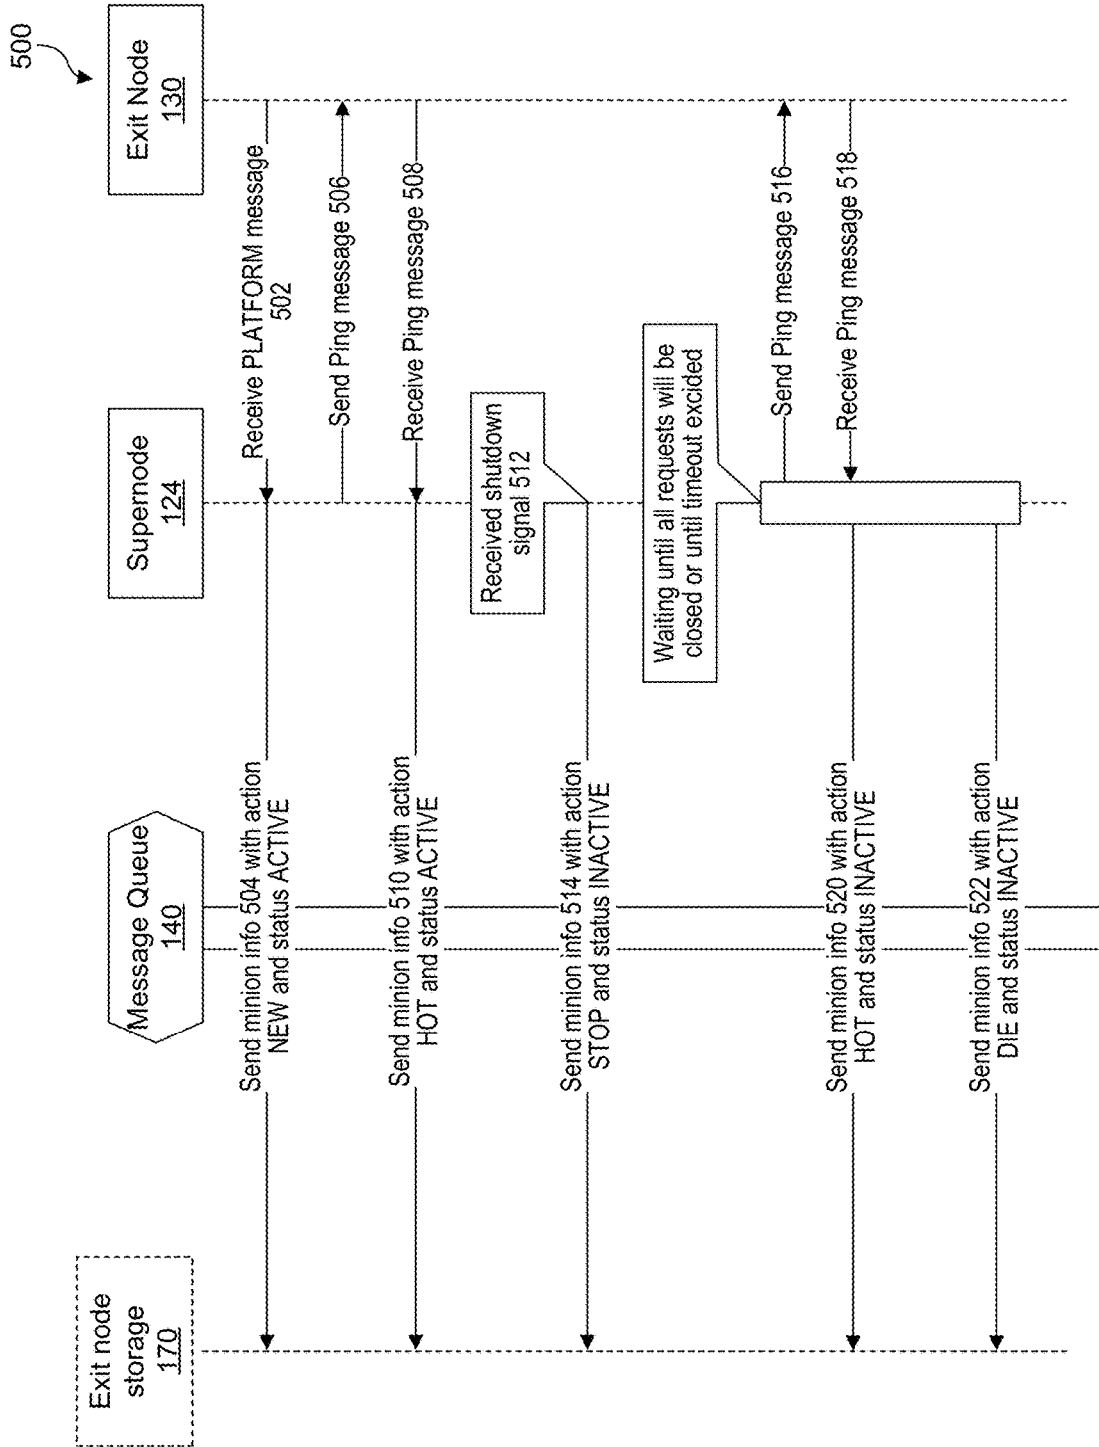 500
Exit node
storage
170
Message Queue
140
Supernode
124
Exit Node
130
Receive PLATFORM message
502
Send minion info 504 with action
NEW and status ACTIVE
Send Ping message 506
Receive Ping message 508
Send minion info 510 with action
HOT and status ACTIVE
Received shutdown
signal 512
Send minion info 514 with action
STOP and status INACTIVE
Waiting until all requests will be
closed or until timeout excided
Send Ping message 516
Receive Ping message 518
Send minion info 520 with action
HOT and status INACTIVE
Send minion info 522 with action
DIE and status INACTIVE